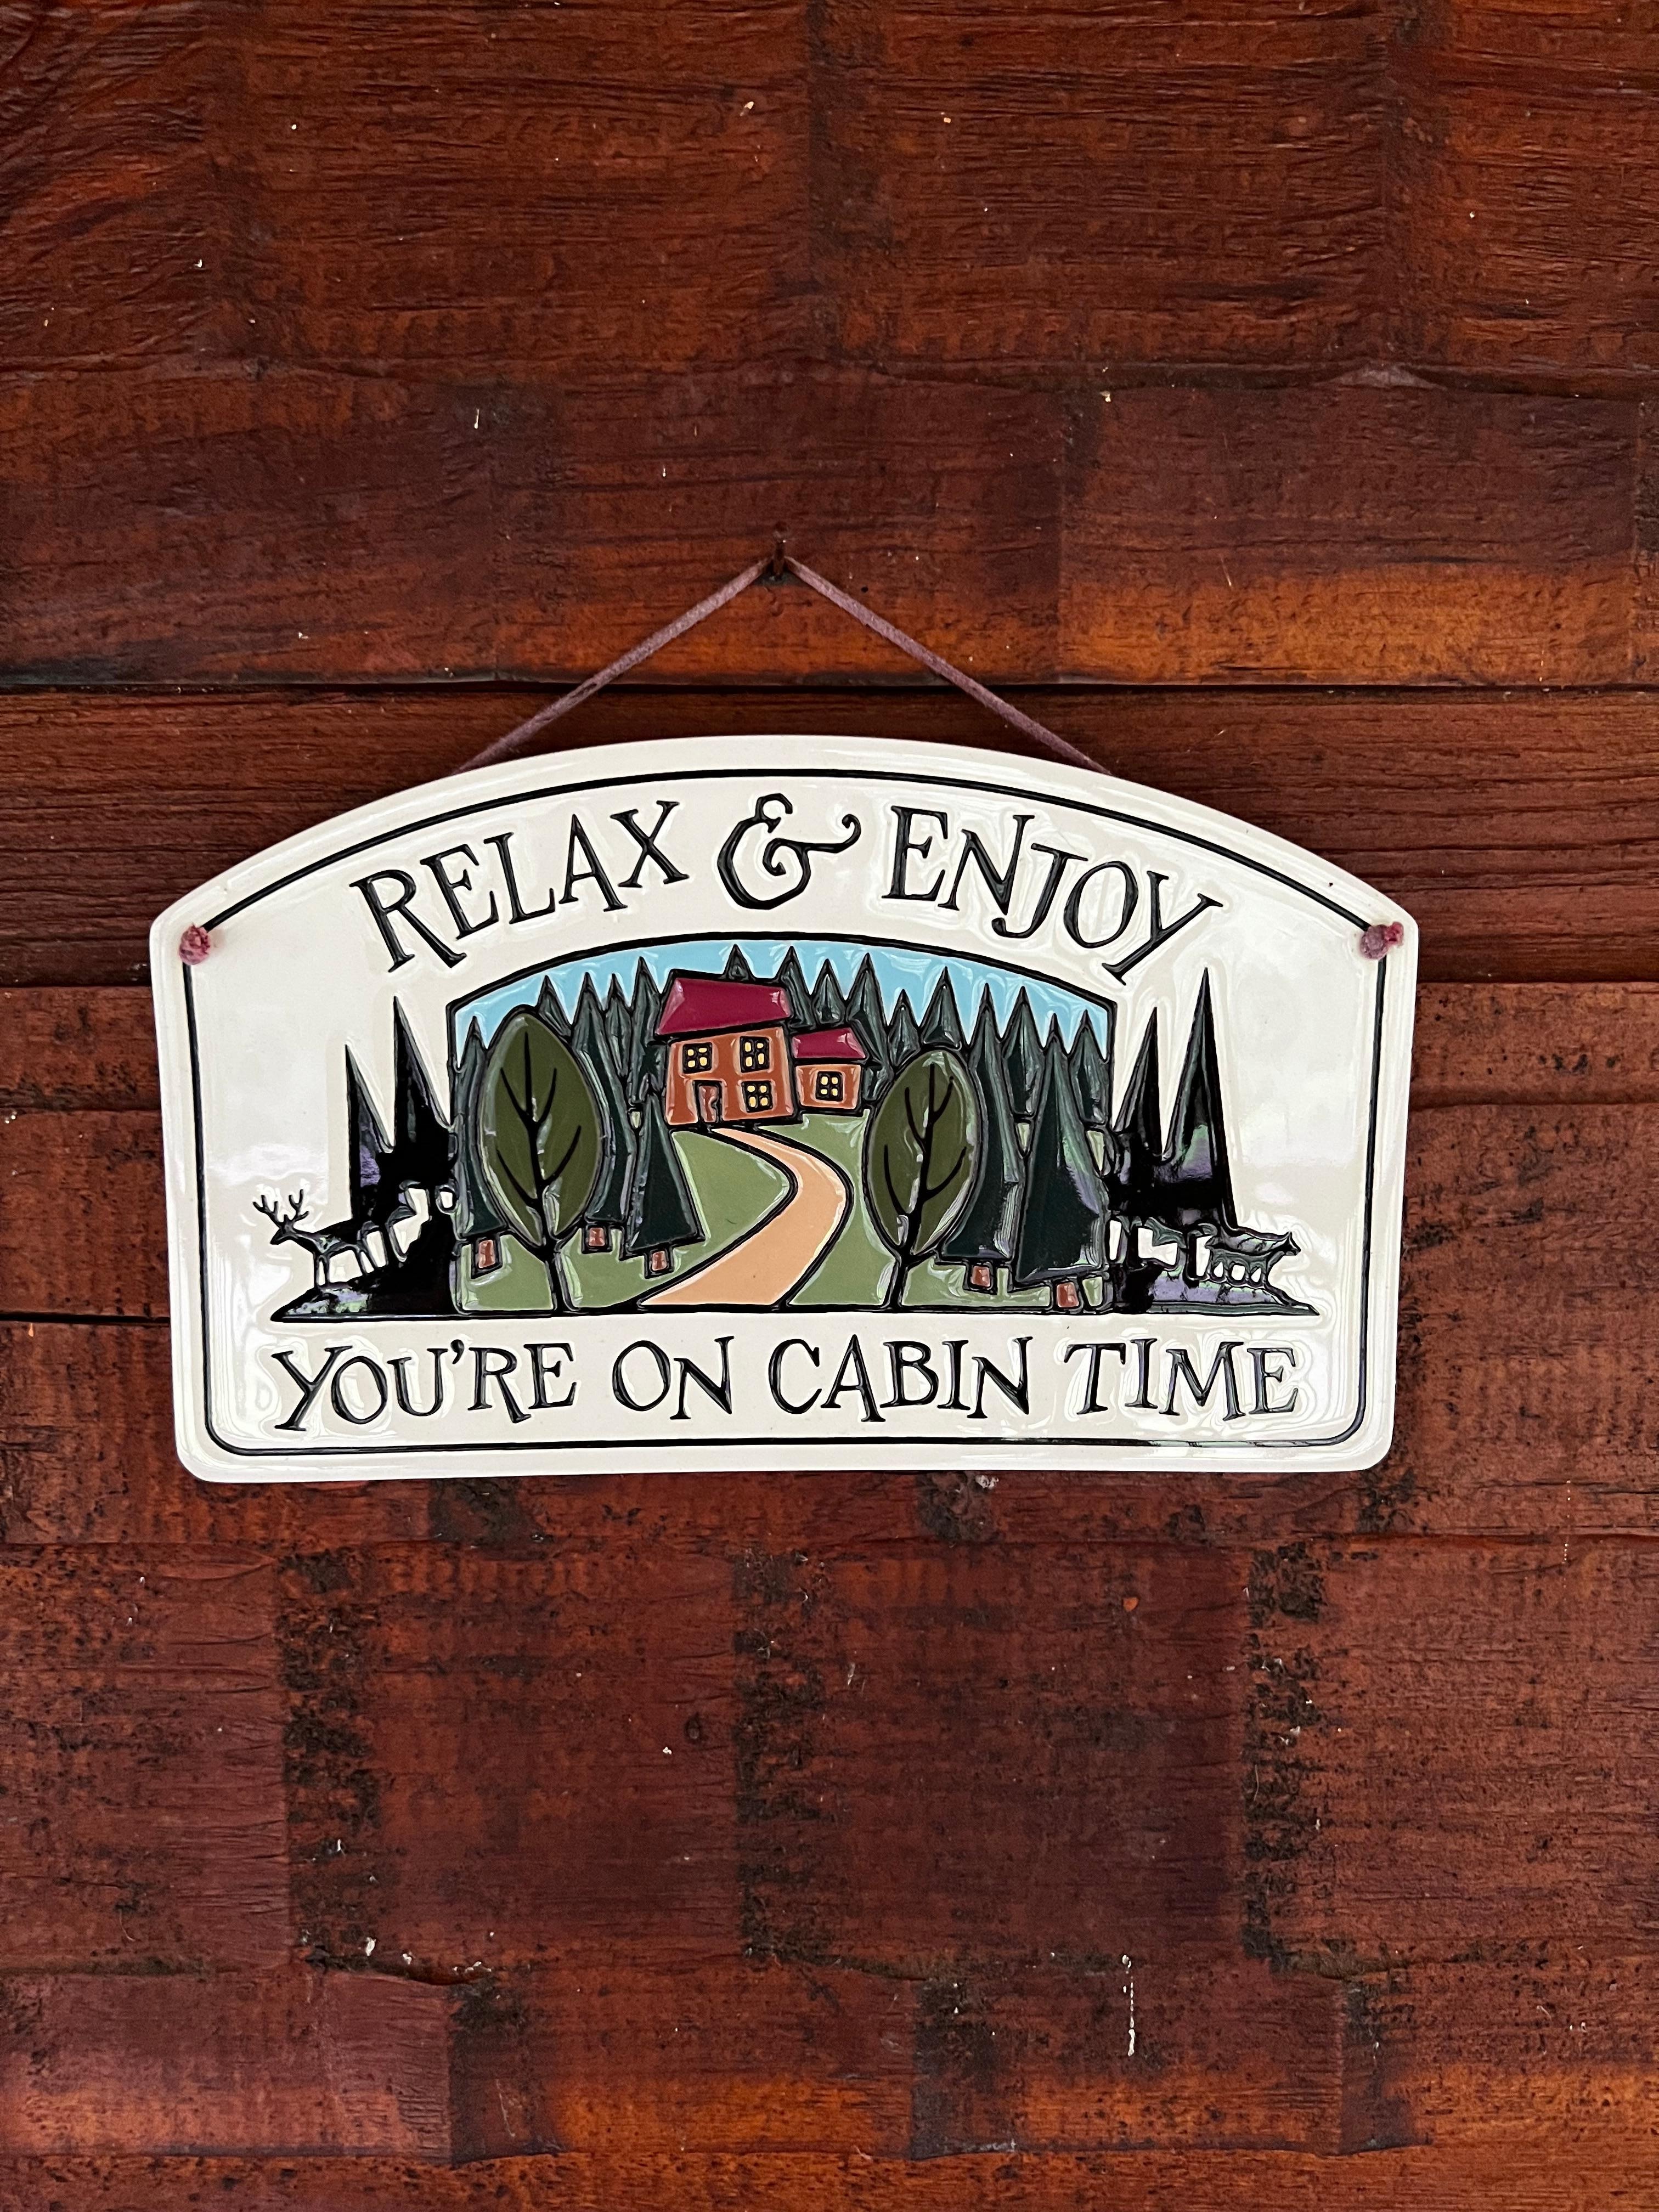 RELAX & ENJOY
YOU'RE ON CABIN TIME